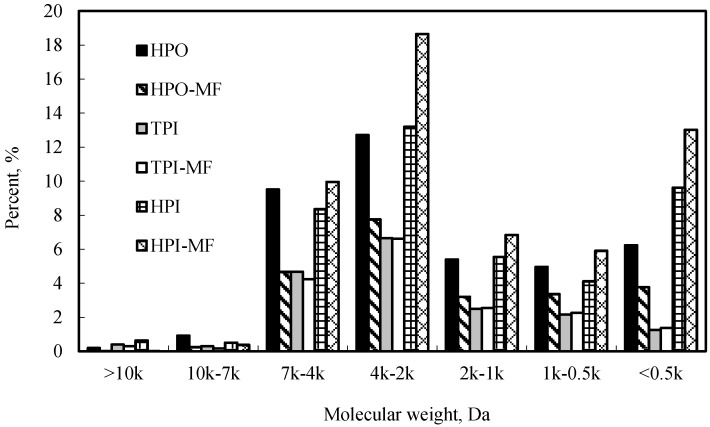 20
18
16
14
12
10
8
6
4
2
0
Percent, %
HPO
HPO-MF
TPI
TPI-MF
HPI
HPI-MF
>10k 10k-7k 7k-4k 4k-2k 2k-1k 1k-0.5k <0.5k
Molecular weight, Da